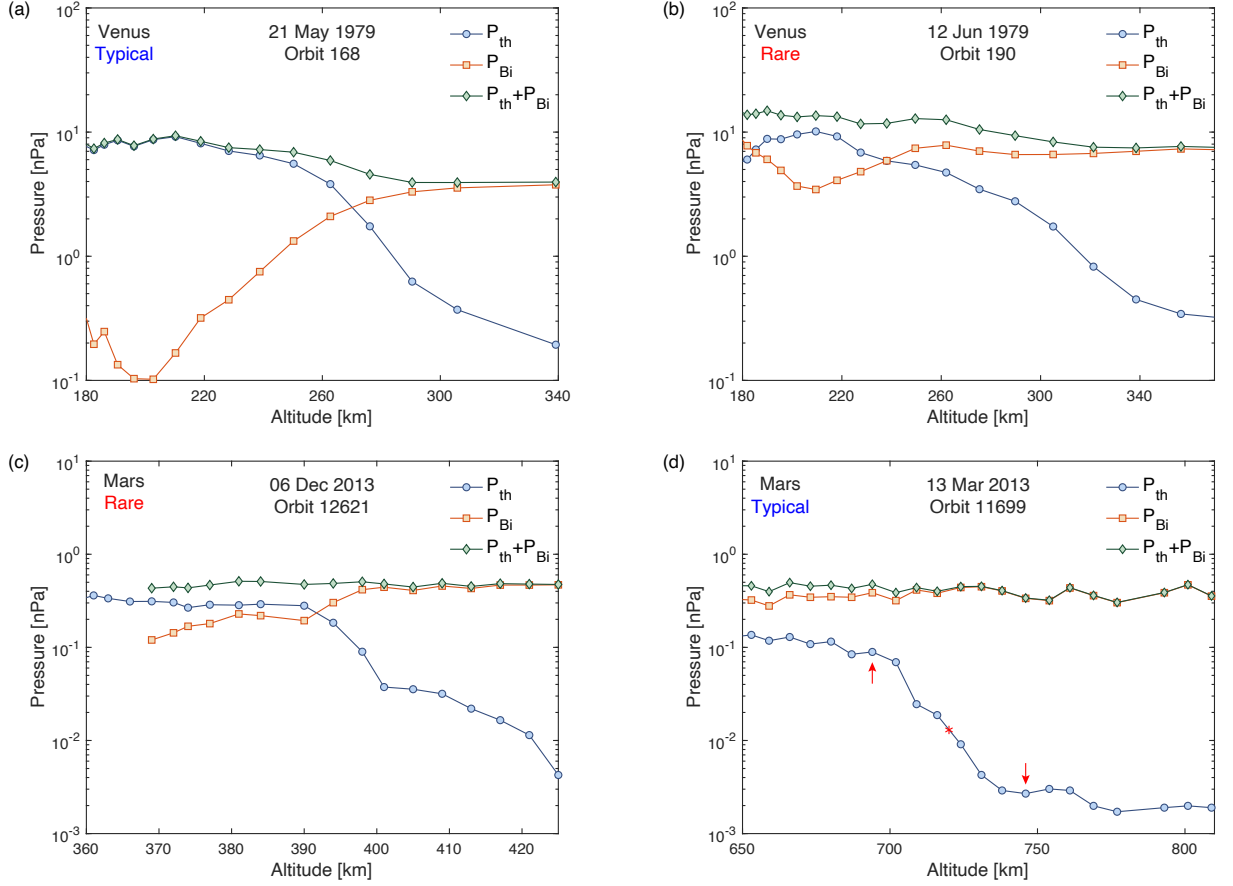 (a)
Venus
Typical
21 May 1979
Orbit 168
P_th
P_Bi
P_th+P_Bi
10^2
10^1
10^0
10^-1
Pressure [nPa]
180 220 260 300 340
Altitude [km]
(b)
Venus
Rare
12 Jun 1979
Orbit 190
P_th
P_Bi
P_th+P_Bi
10^2
10^1
10^0
10^-1
Pressure [nPa]
180 220 260 300 340
Altitude [km]
(c)
Mars
Rare
06 Dec 2013
Orbit 12621
P_th
P_Bi
P_th+P_Bi
10^1
10^0
10^-1
10^-2
10^-3
Pressure [nPa]
360 370 380 390 400 410 420
Altitude [km]
(d)
Mars
Typical
13 Mar 2013
Orbit 11699
P_th
P_Bi
P_th+P_Bi
10^1
10^0
10^-1
10^-2
10^-3
Pressure [nPa]
650 700 750 800
Altitude [km]